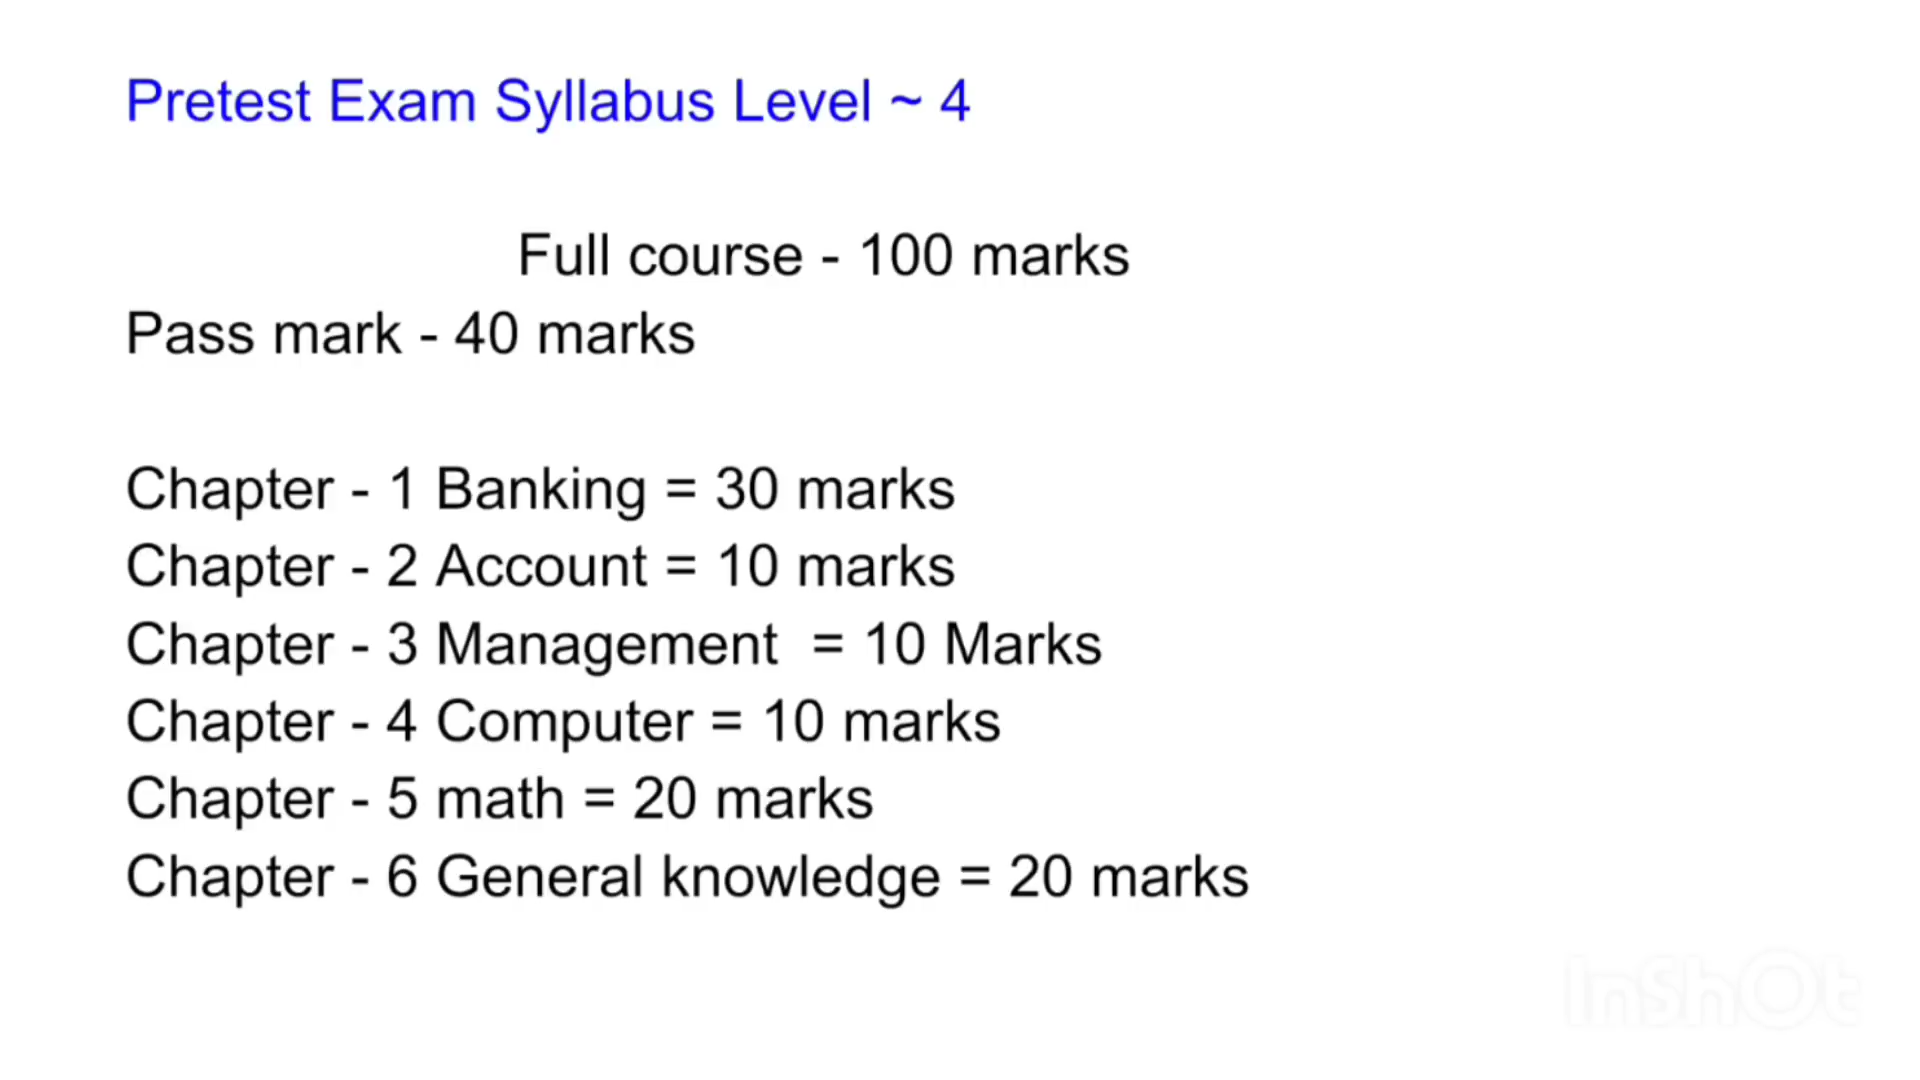 Pretest Exam Syllabus Level ~ 4
Full course - 100 marks
Pass mark - 40 marks
Chapter - 1 Banking = 30 marks
Chapter - 2 Account = 10 marks
Chapter - 3 Management  = 10 Marks
Chapter - 4 Computer = 10 marks
Chapter - 5 math = 20 marks
Chapter - 6 General knowledge = 20 marks
InShOt